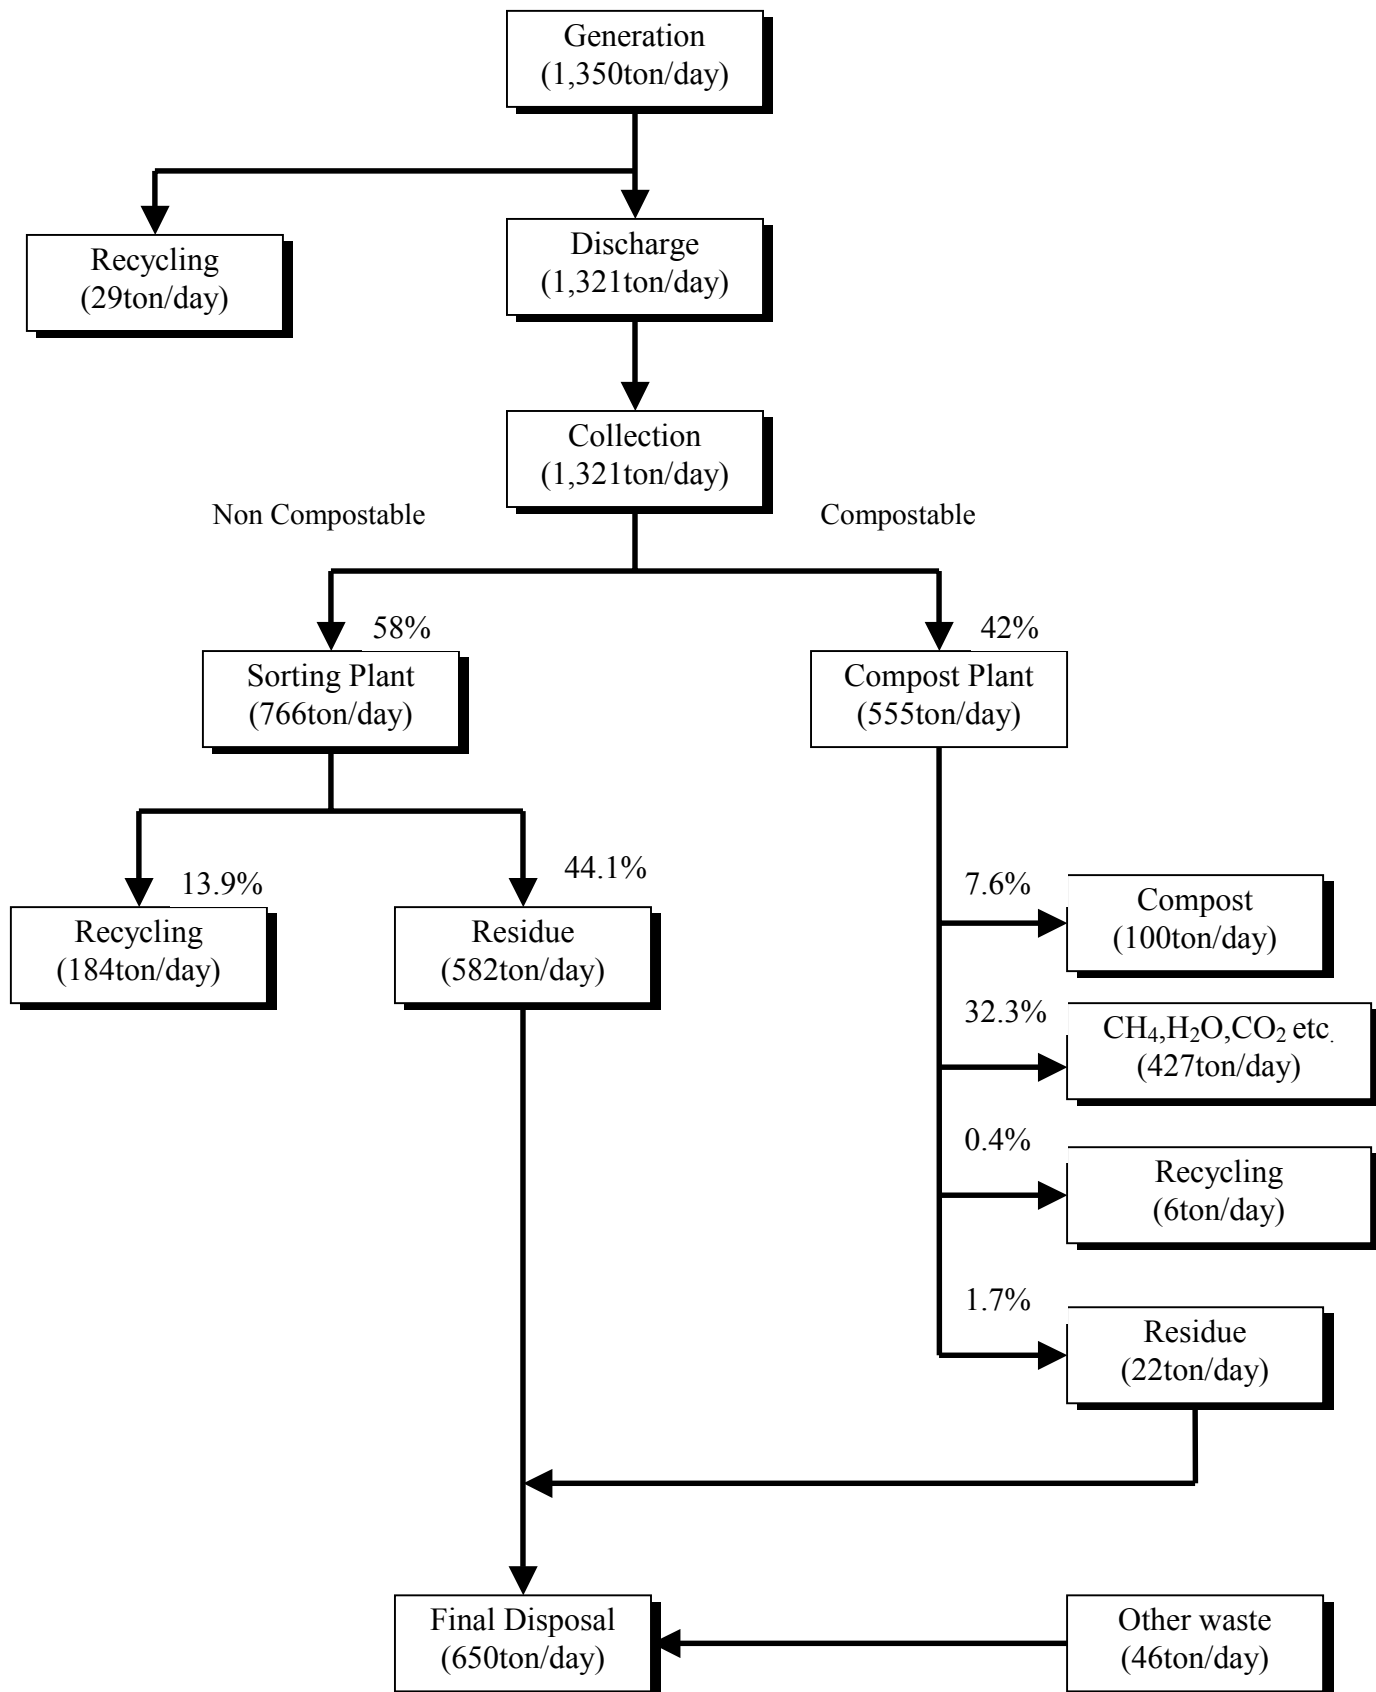 Generation
(1,350ton/day)
Recycling
(29ton/day)
Discharge
(1,321ton/day)
Collection
(1,321ton/day)
Non Compostable
Compostable
58%
42%
Sorting Plant
(766ton/day)
Compost Plant
(555ton/day)
13.9%
44.1%
Recycling
(184ton/day)
Residue
(582ton/day)
7.6%
Compost
(100ton/day)
32.3%
CH₄,H₂O,CO₂ etc.
(427ton/day)
0.4%
Recycling
(6ton/day)
1.7%
Residue
(22ton/day)
Final Disposal
(650ton/day)
Other waste
(46ton/day)